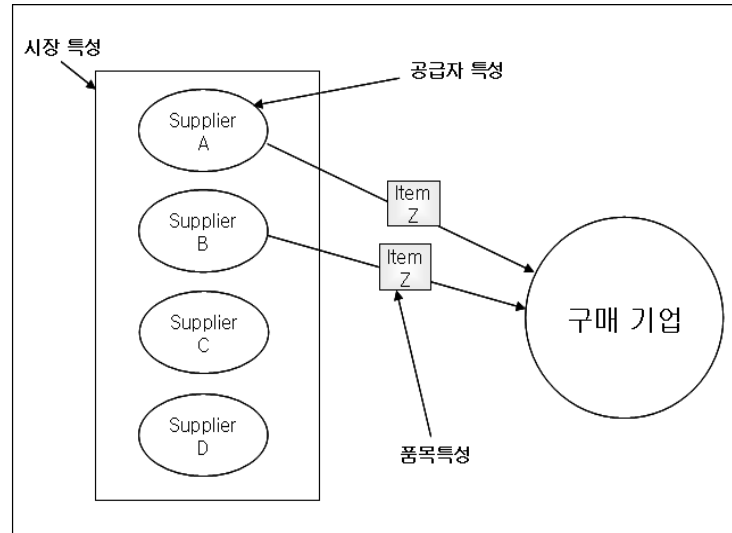 시장 특성
공급자 특성
Supplier
A
Item
Z
Supplier
B
Item
Z
구매 기업
Supplier
C
Supplier
D
품목특성